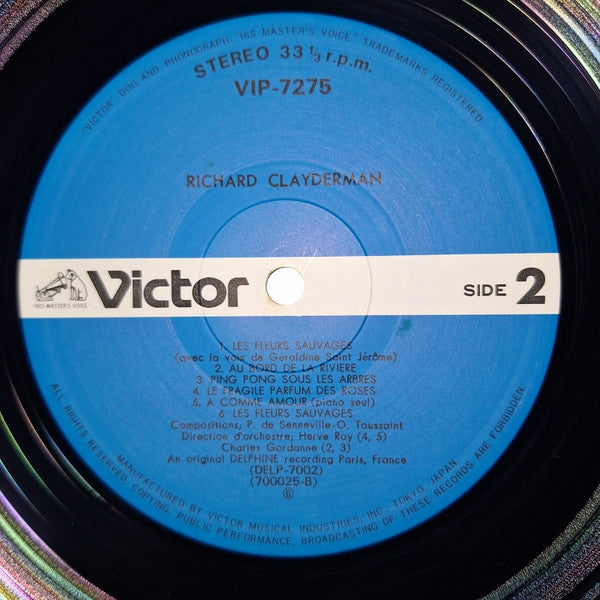 "VICTOR" DOG AND PHONOGRAPH "HIS MASTER'S VOICE" TRADEMARKS REGISTERED.
STEREO 33 1/3 r.p.m.
VIP-7275
RICHARD CLAYDERMAN
"HIS MASTER'S VOICE"
Victor
SIDE 2
1. LES FLEURS SAUVAGES
(avec la voix de Géraldine Saint Jérôme)
2. AU BORD DE LA RIVIERE
3. PING PONG SOUS LES ARBRES
4. LE FRAGILE PARFUM DES ROSES
5. A COMME AMOUR (piano seul)
6 LES FLEURS SAUVAGES
Compositions; P. de Senneville-O. Toussaint
Direction d'orchestre; Herve Roy (4, 5)
Charles Gordanne (2, 3)
An original DELPHINE recording Paris, France
(DELP-7002)
(700025-B)
Ⓖ
MANUFACTURED BY VICTOR MUSICAL INDUSTRIES, INC. TOKYO, JAPAN
ALL RIGHTS RESERVED. COPYING, PUBLIC PERFORMANCE, BROADCASTING OF THESE RECORDS ARE FORBIDDEN.